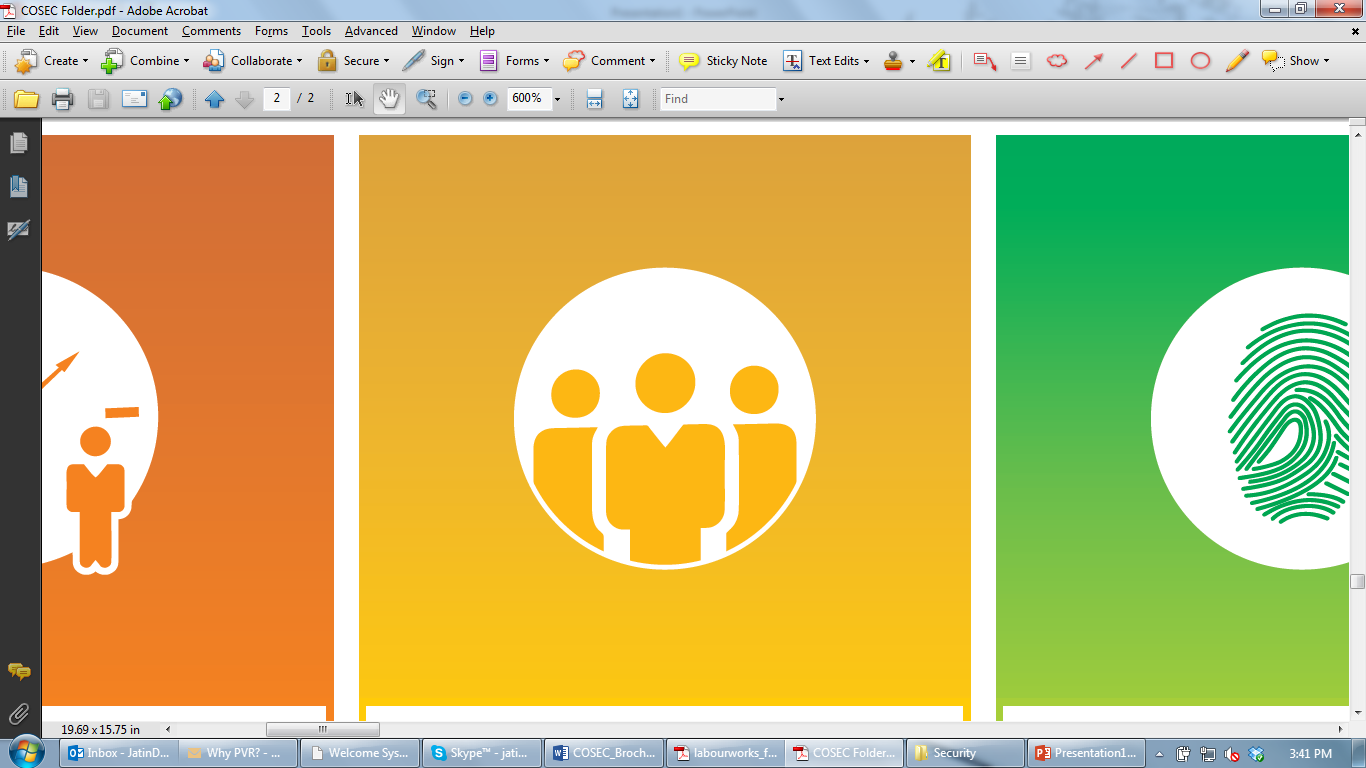 COSEC Folder.pdf - Adobe Acrobat
File Edit View Document Comments Forms Tools Advanced Window Help
Create Combine Collaborate Secure Sign Forms Comment Sticky Note Text Edits Show
2 / 2 600% Find
19.69 x 15.75 in
Inbox - JatinD... Why PVR? - ... Welcome Sys... Skype™ - jati... COSEC_Broch... labourworks_f... COSEC Folder... Security Presentation1... 3:41 PM